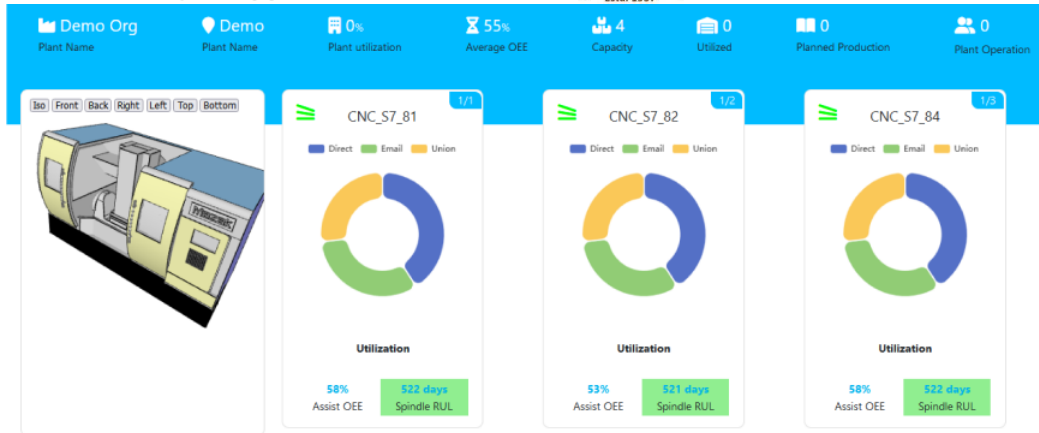 Demo Org
Plant Name
Demo
Plant Name
0%
Plant utilization
55%
Average OEE
4
Capacity
0
Utilized
0
Planned Production
0
Plant Operation
Iso Front Back Right Left Top Bottom
1/1
CNC_S7_81
Direct Email Union
Utilization
58%
Assist OEE
522 days
Spindle RUL
1/2
CNC_S7_82
Direct Email Union
Utilization
53%
Assist OEE
521 days
Spindle RUL
1/3
CNC_S7_84
Direct Email Union
Utilization
58%
Assist OEE
522 days
Spindle RUL